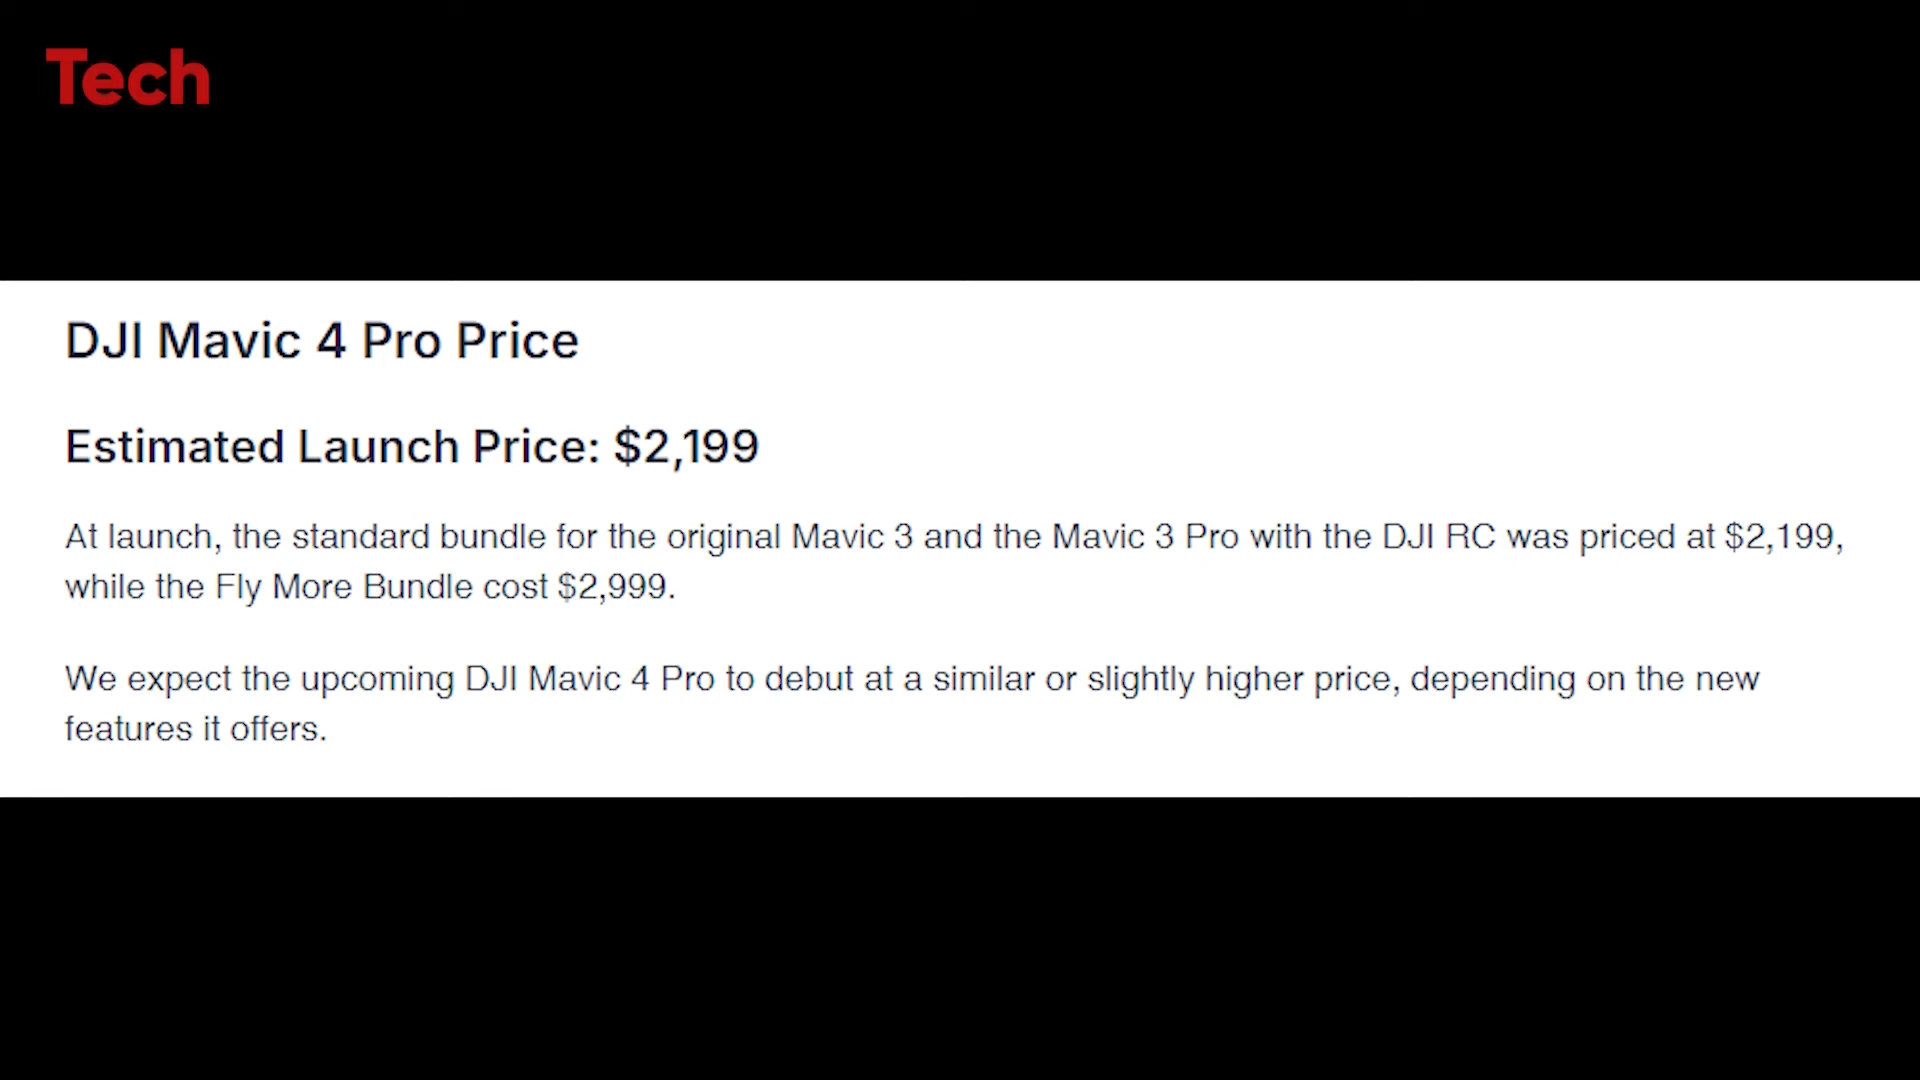 Tech
DJI Mavic 4 Pro Price
Estimated Launch Price: $2,199
At launch, the standard bundle for the original Mavic 3 and the Mavic 3 Pro with the DJI RC was priced at $2,199,
while the Fly More Bundle cost $2,999.
We expect the upcoming DJI Mavic 4 Pro to debut at a similar or slightly higher price, depending on the new
features it offers.